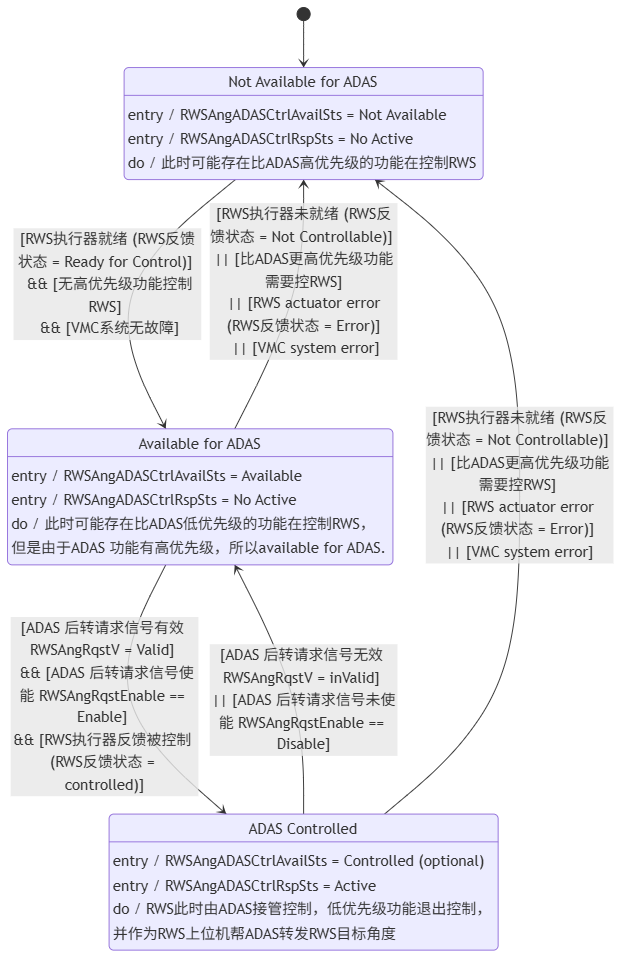 Not Available for ADAS
entry / RWSAngADASCtrlAvailSts = Not Available
entry / RWSAngADASCtrlRspSts = No Active
do / 此时可能存在比ADAS高优先级的功能在控制RWS
[RWS执行器就绪 (RWS反馈
状态 = Ready for Control)]
&& [无高优先级功能控制
RWS]
&& [VMC系统无故障]
[RWS执行器未就绪 (RWS反
馈状态 = Not Controllable)]
|| [比ADAS更高优先级功能
需要控RWS]
|| [RWS actuator error
(RWS反馈状态 = Error)]
|| [VMC system error]
[RWS执行器未就绪 (RWS反
馈状态 = Not Controllable)]
|| [比ADAS更高优先级功能
需要控RWS]
|| [RWS actuator error
(RWS反馈状态 = Error)]
|| [VMC system error]
Available for ADAS
entry / RWSAngADASCtrlAvailSts = Available
entry / RWSAngADASCtrlRspSts = No Active
do / 此时可能存在比ADAS低优先级的功能在控制RWS，
但是由于ADAS 功能有高优先级，所以available for ADAS.
[ADAS 后转请求信号有效
RWSAngRqstV = Valid]
&& [ADAS 后转请求信号使
能 RWSAngRqstEnable ==
Enable]
&& [RWS执行器反馈被控制
(RWS反馈状态 =
controlled)]
[ADAS 后转请求信号无效
RWSAngRqstV = inValid]
|| [ADAS 后转请求信号未使
能 RWSAngRqstEnable ==
Disable]
ADAS Controlled
entry / RWSAngADASCtrlAvailSts = Controlled (optional)
entry / RWSAngADASCtrlRspSts = Active
do / RWS此时由ADAS接管控制，低优先级功能退出控制，
并作为RWS上位机帮ADAS转发RWS目标角度